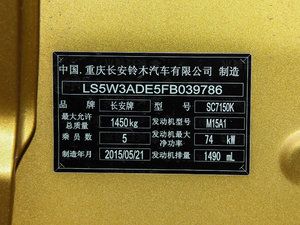 中国.重庆长安铃木汽车有限公司 制造
LS5W3ADE5FB039786
品牌 长安牌 型号 SC7150K
最大允许总质量 1450kg 发动机型号 M15A1
乘员数 5 发动机最大净功率 74 kW
制造年月 2015/05/21 发动机排量 1490 mL